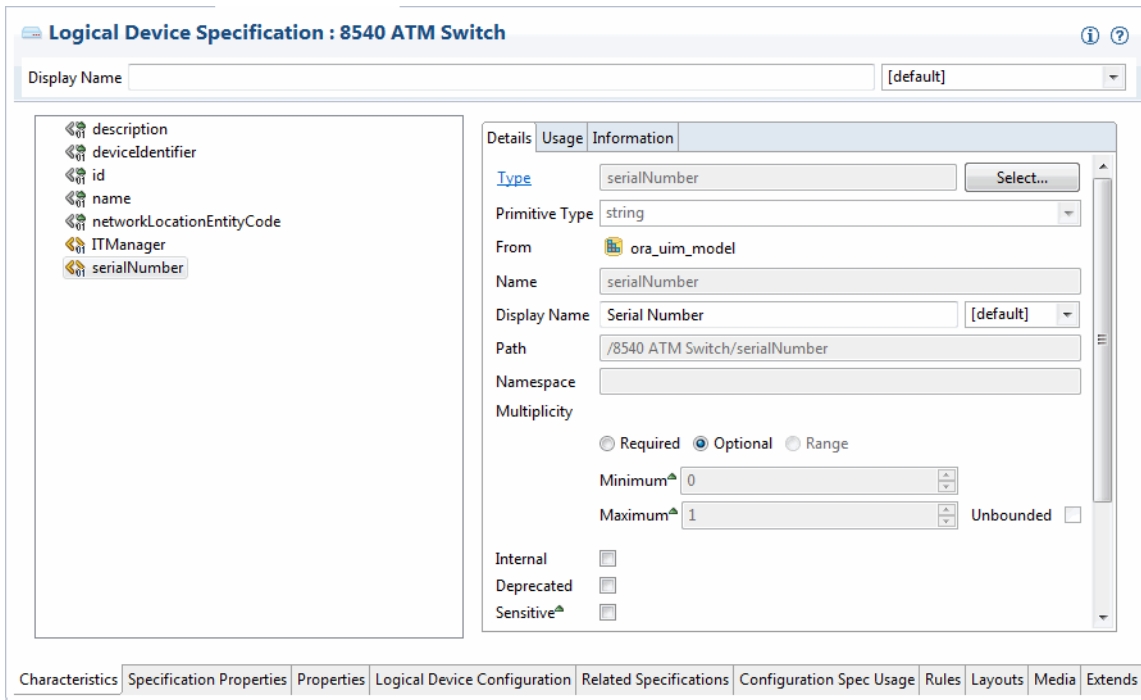 Logical Device Specification : 8540 ATM Switch
Display Name [default]
description
deviceIdentifier
id
name
networkLocationEntityCode
ITManager
serialNumber
Details Usage Information
Type serialNumber Select...
Primitive Type string
From ora_uim_model
Name serialNumber
Display Name Serial Number [default]
Path /8540 ATM Switch/serialNumber
Namespace
Multiplicity
Required Optional Range
Minimum 0
Maximum 1 Unbounded
Internal
Deprecated
Sensitive
Characteristics Specification Properties Properties Logical Device Configuration Related Specifications Configuration Spec Usage Rules Layouts Media Extends